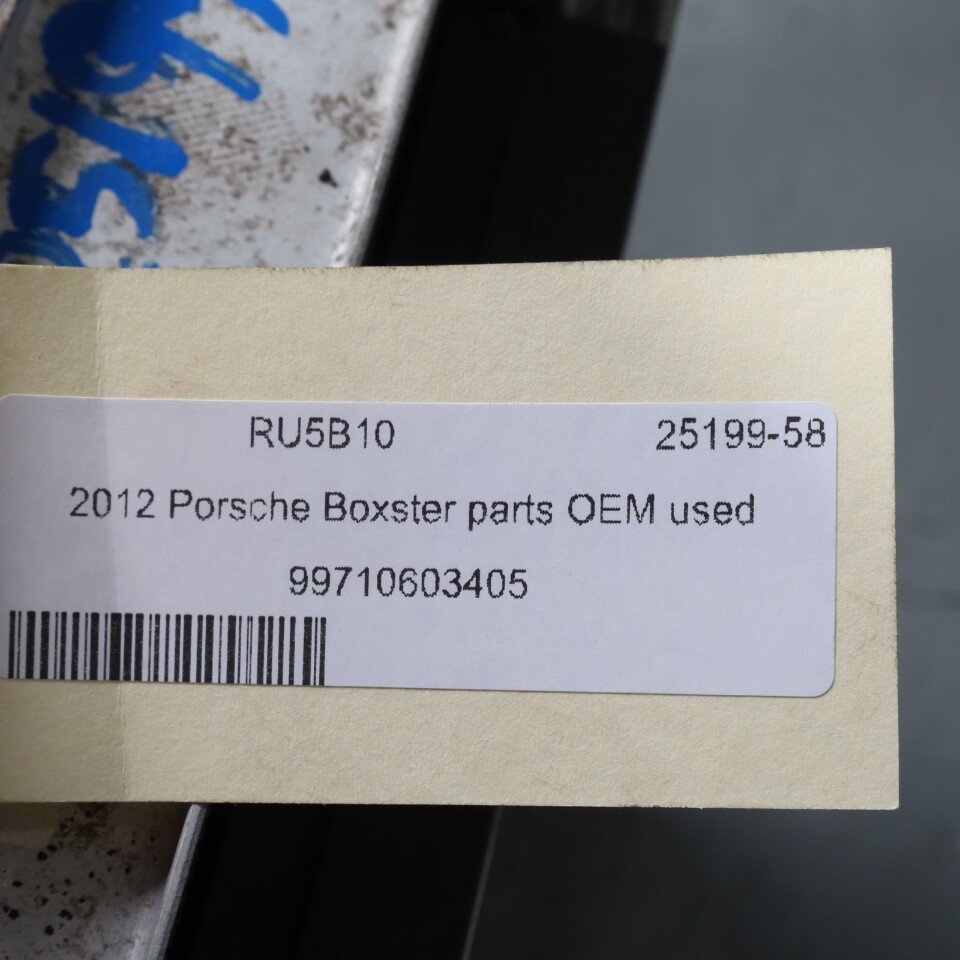 RU5B10 25199-58
2012 Porsche Boxster parts OEM used
99710603405